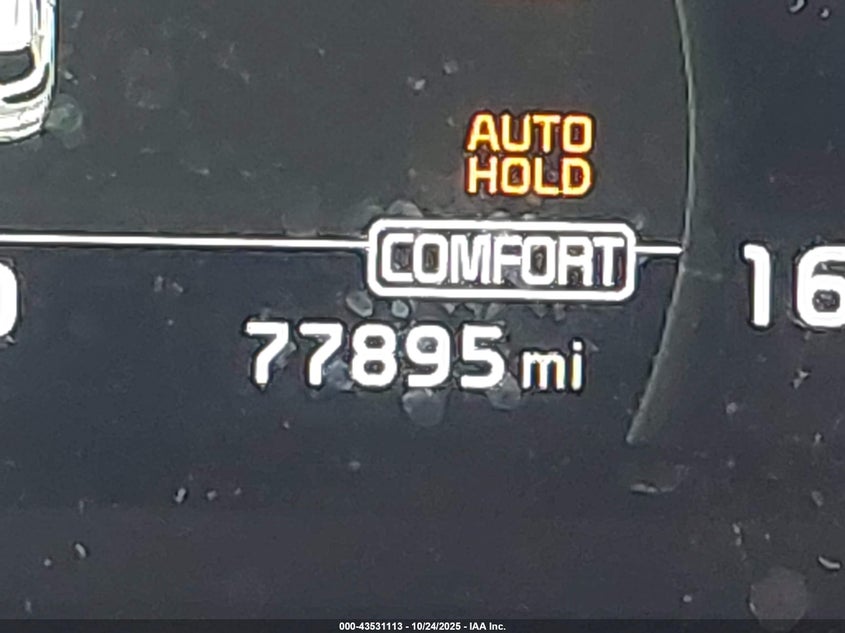 AUTO
HOLD
COMFORT
16
77895 mi
000-43531113 - 10/24/2025 - IAA Inc.